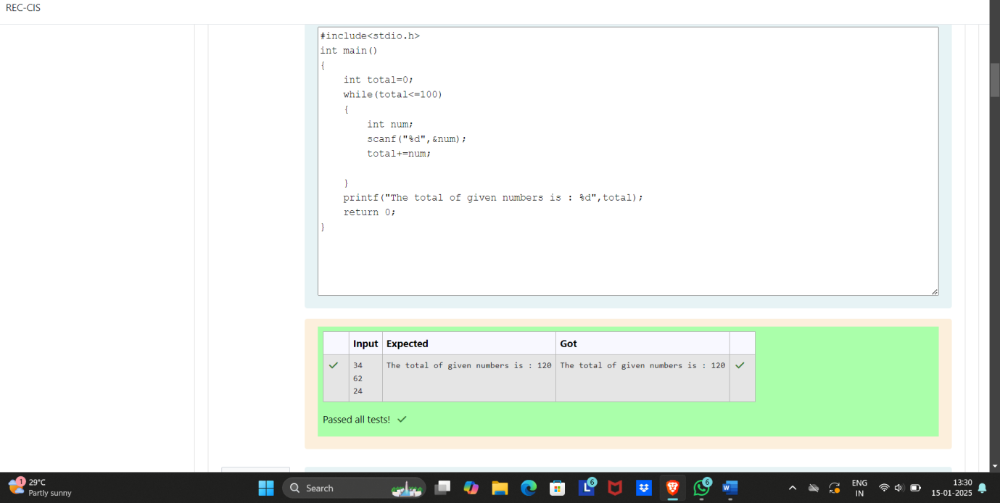 REC-CIS
#include<stdio.h>
int main()
{
    int total=0;
    while(total<=100)
    {
        int num;
        scanf("%d",&num);
        total+=num;
    }
    printf("The total of given numbers is : %d",total);
    return 0;
}
Input Expected Got
34 The total of given numbers is : 120 The total of given numbers is : 120
62
24
Passed all tests!
1
29°C
Partly sunny
Search
L
6
6
W
ENG
IN
13:30
15-01-2025